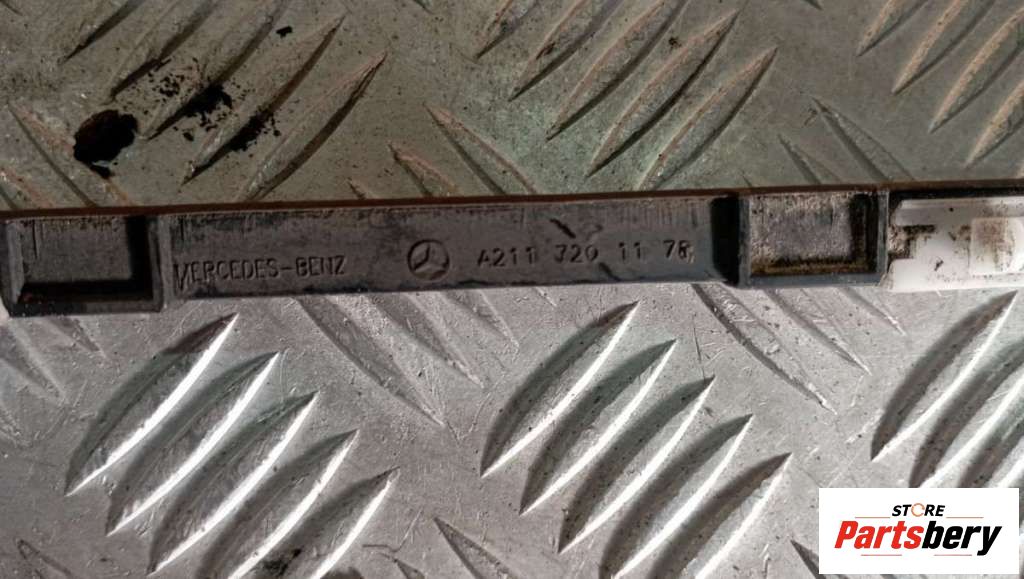 MERCEDES-BENZ A211 720 11 78
STORE
Partsbery